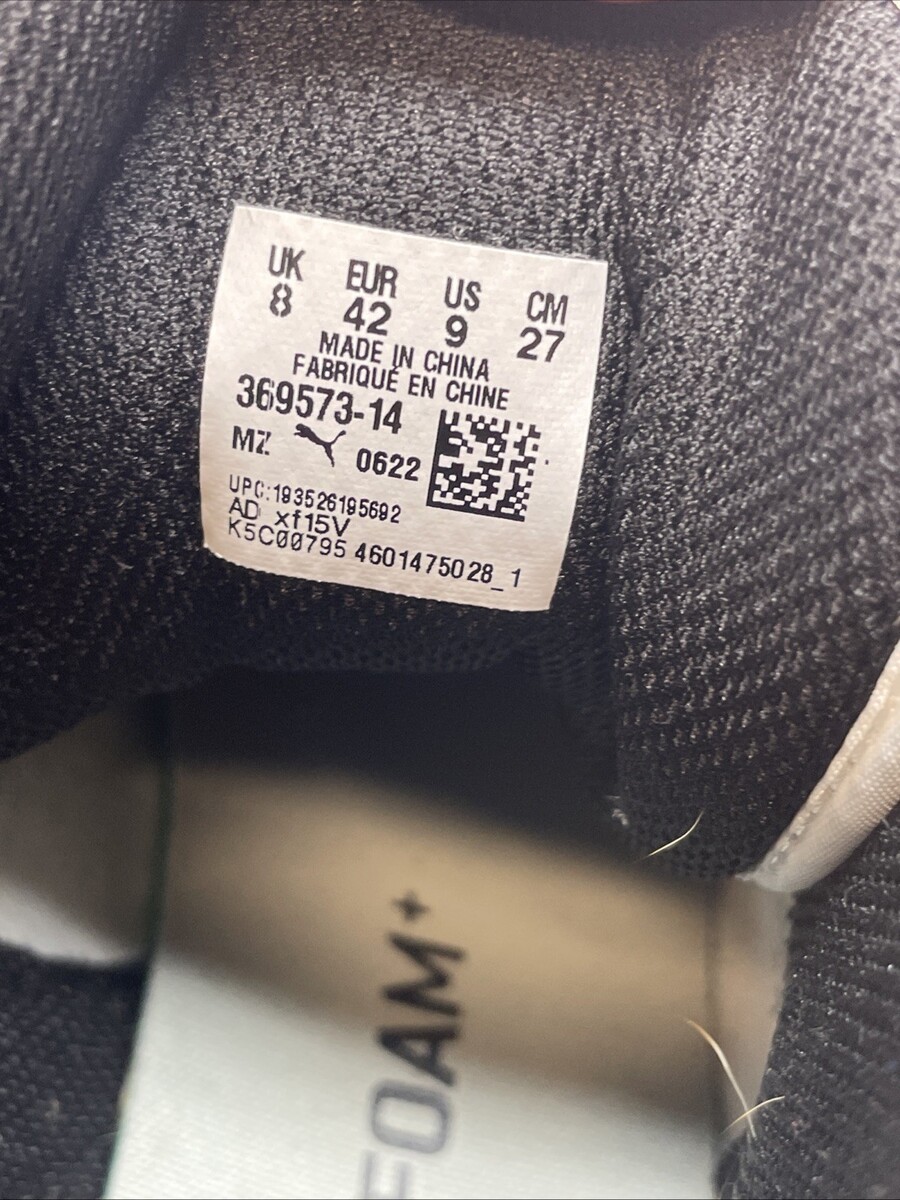 UK EUR US CM
8 42 9 27
MADE IN CHINA
FABRIQUÉ EN CHINE
369573-14
MZ 0622
UPC:193526195692
AD xf15V
K5C00795 4601475028_1
FOAM+